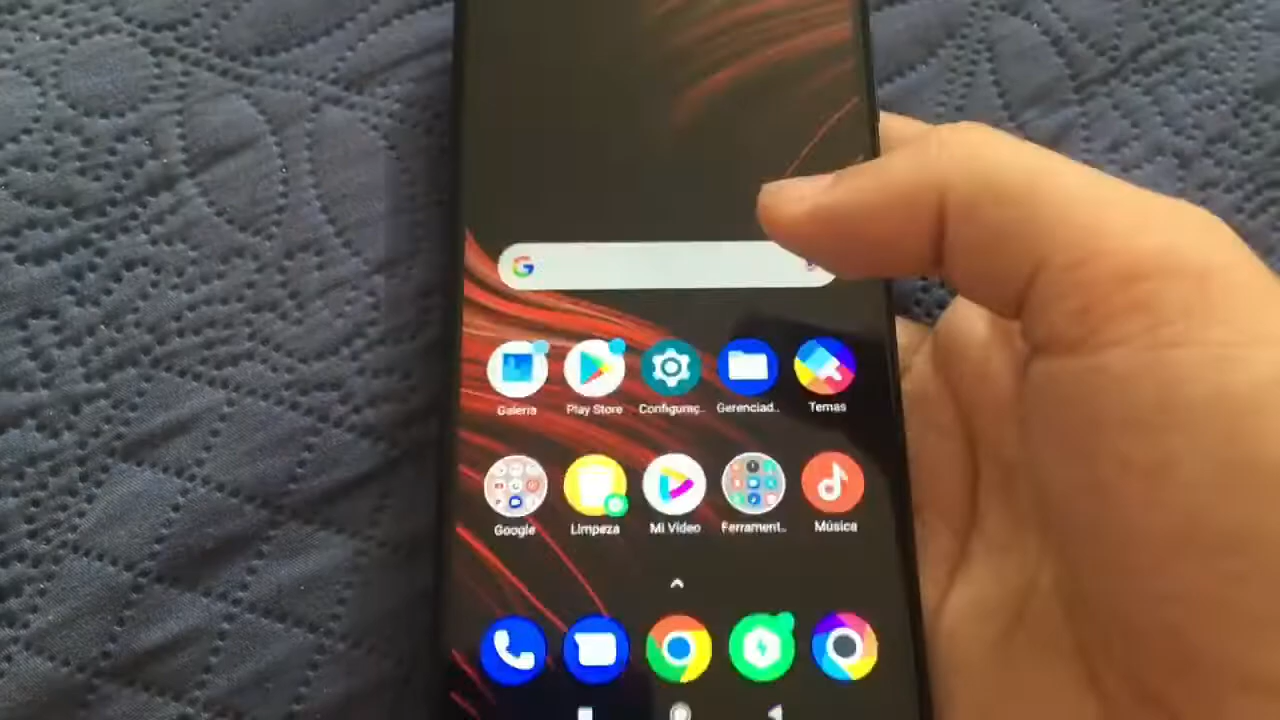 Galeria
Play Store
Configuraç..
Gerenciad..
Temas
Google
Limpeza
Mi Vídeo
Ferrament..
Música